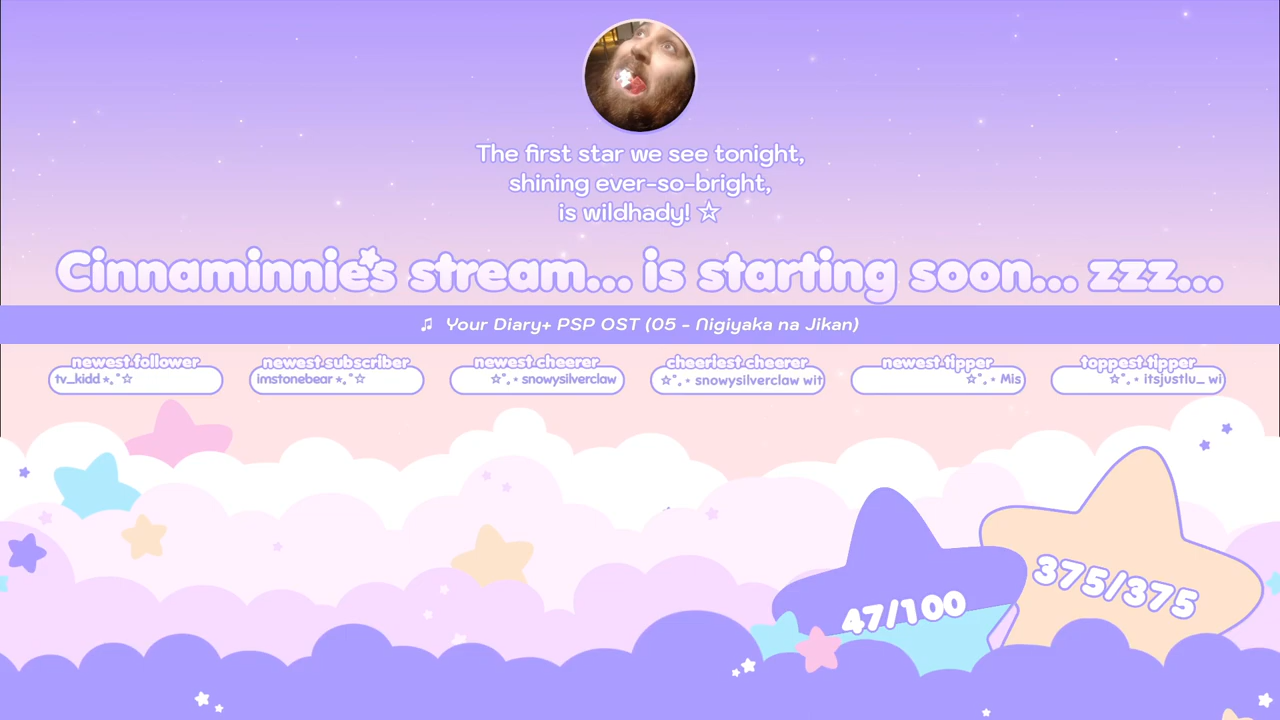 The first star we see tonight,
shining ever-so-bright,
is wildhady! ☆
Cinnaminnie's stream... is starting soon... zzz...
♫ Your Diary+ PSP OST (05 - Nigiyaka na Jikan)
newest follower
tv_kidd ⋆｡˚☆
newest subscriber
imstonebear ⋆｡˚☆
newest cheerer
☆˚｡⋆ snowysilverclaw
cheeriest cheerer
☆˚｡⋆ snowysilverclaw wit
newest tipper
☆˚｡⋆ Mis
toppest tipper
☆˚｡⋆ itsjustlu_ wi
47/100
375/375